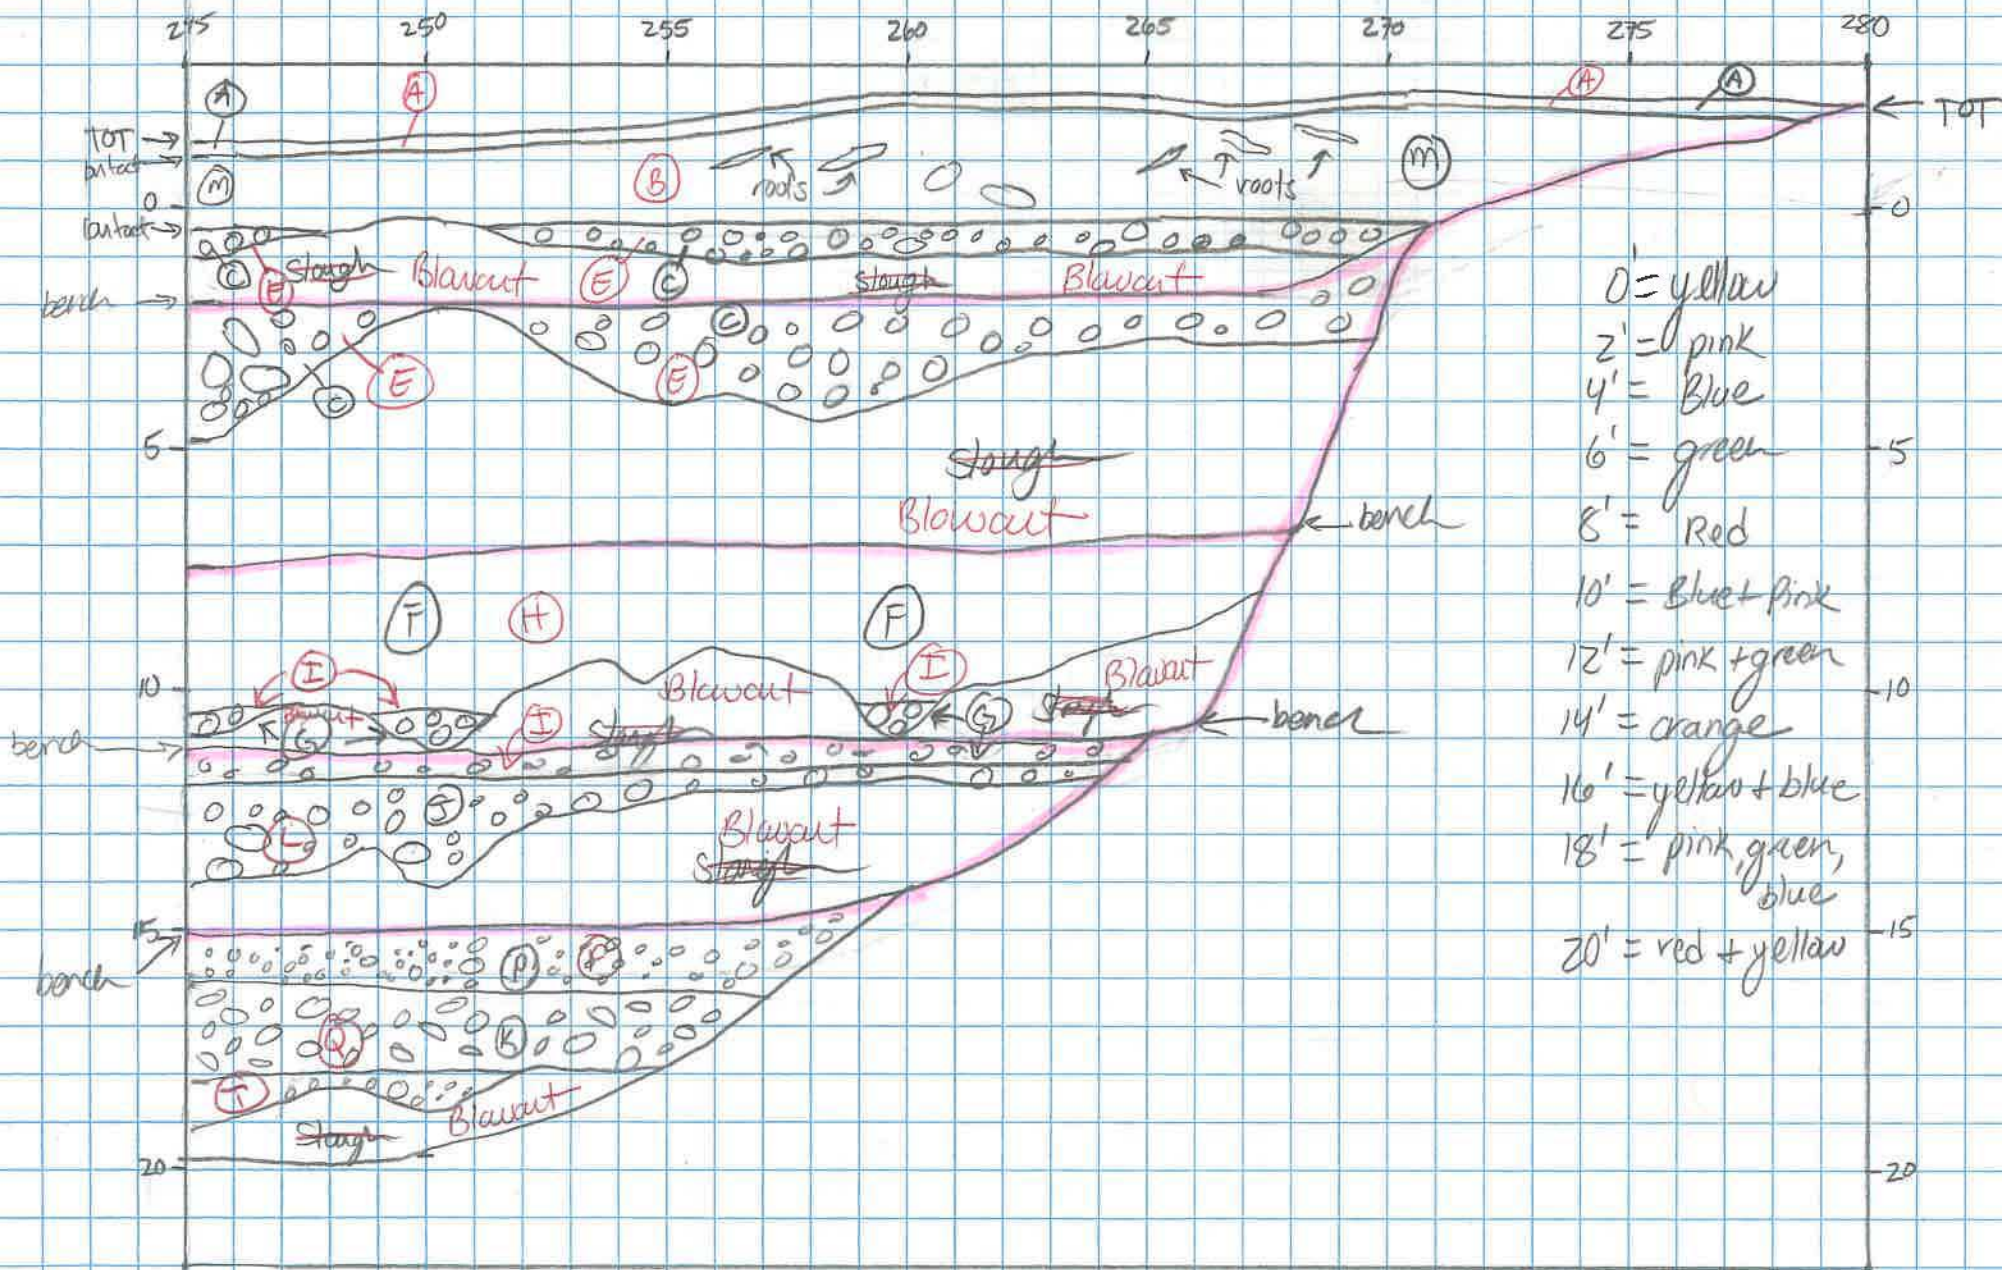 245 250 255 260 265 270 275 280
A A A A
TOT TOT
contact
M B roots roots M
0 0
contact
C E Slough Blowout E C Slough Blowout
bench
C
E C E
0' = yellow
2' = pink
4' = Blue
6' = green
8' = Red
10' = Blue + Pink
12' = pink + green
14' = orange
16' = yellow + blue
18' = pink, green,
blue
20' = red + yellow
5 Slough 5
Blowout bench
F H F
I I Blowout
10 Blowout 10
Blowout G Slough G Slough
bench I bench
J
L Blowout
Slough
15 15
bench P P
Q K
T Blowout
Slough
20 20